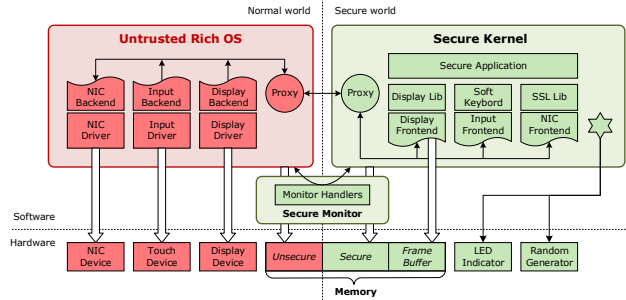 Normal world
Secure world
Untrusted Rich OS
Secure Kernel
Secure Application
NIC
Backend
Input
Backend
Display
Backend
Proxy
Proxy
Display Lib
Soft
Keybord
SSL Lib
NIC
Driver
Input
Driver
Display
Driver
Display
Frontend
Input
Frontend
NIC
Frontend
Monitor Handlers
Secure Monitor
Software
Hardware
NIC
Device
Touch
Device
Display
Device
Unsecure
Secure
Frame
Buffer
LED
Indicator
Random
Generator
Memory